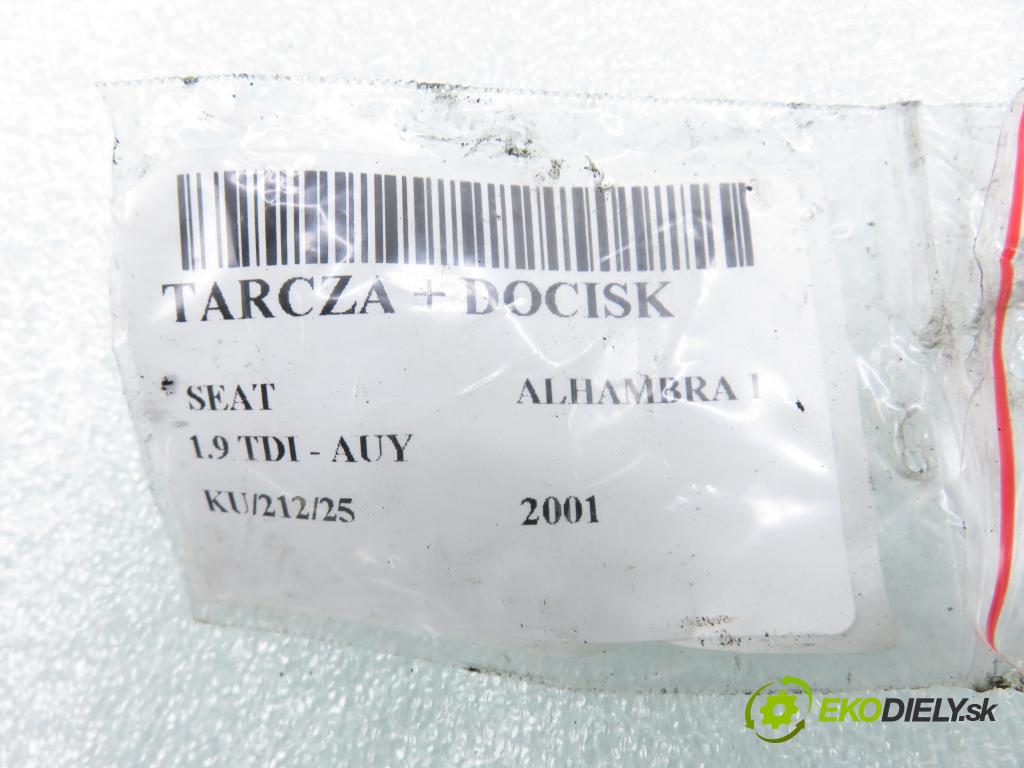 TARCZA + DOCISK
SEAT ALHAMBRA I
1.9 TDI - AUY
KU/212/25 2001
EKODIELY.sk